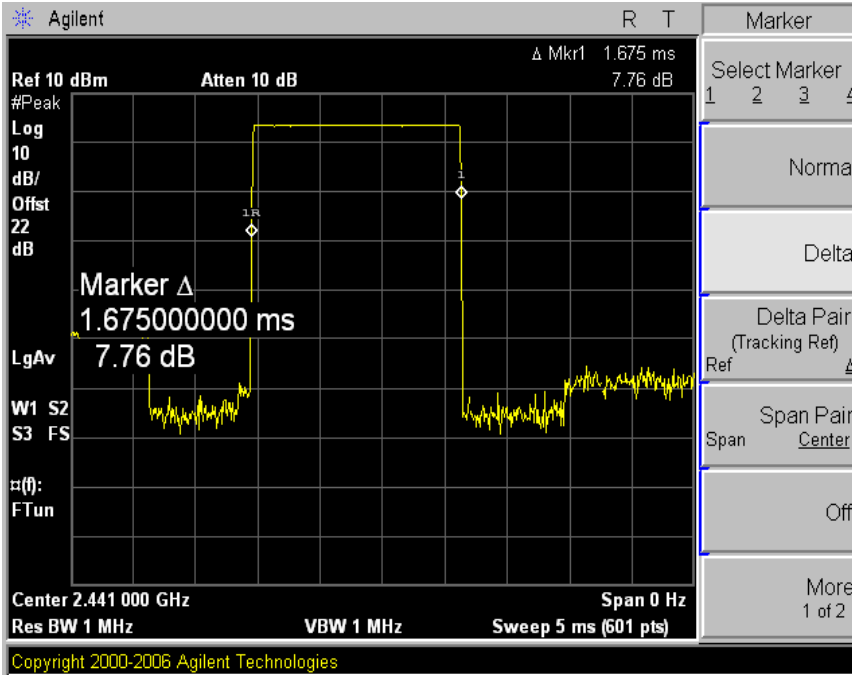 Agilent R T Marker
Δ Mkr1 1.675 ms
Ref 10 dBm Atten 10 dB 7.76 dB
#Peak
Log
10
dB/
Offst
22
dB
1R
1
Marker Δ
1.675000000 ms
7.76 dB
LgAv
W1 S2
S3 FS
¤(f):
FTun
Center 2.441 000 GHz Span 0 Hz
Res BW 1 MHz VBW 1 MHz Sweep 5 ms (601 pts)
Copyright 2000-2006 Agilent Technologies
Select Marker
1 2 3 4
Norma
Delta
Delta Pair
(Tracking Ref)
Ref Δ
Span Pair
Span Center
Off
More
1 of 2